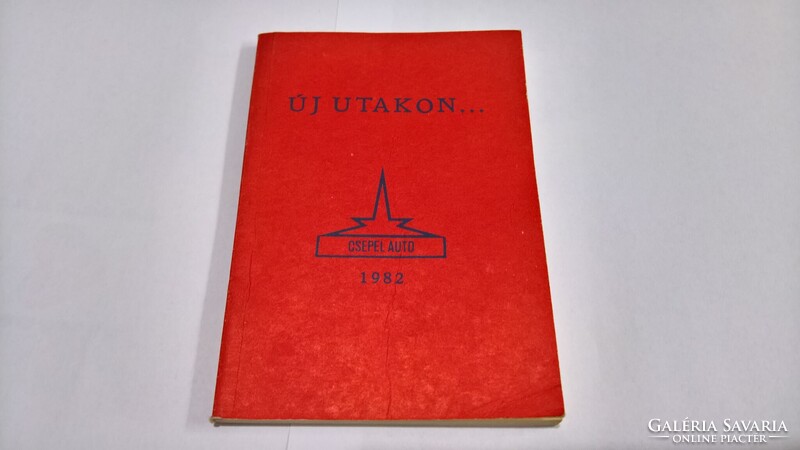 ÚJ UTAKON...
CSEPEL AUTÓ
1982
GALÉRIA SAVARIA
ONLINE PIACTÉR